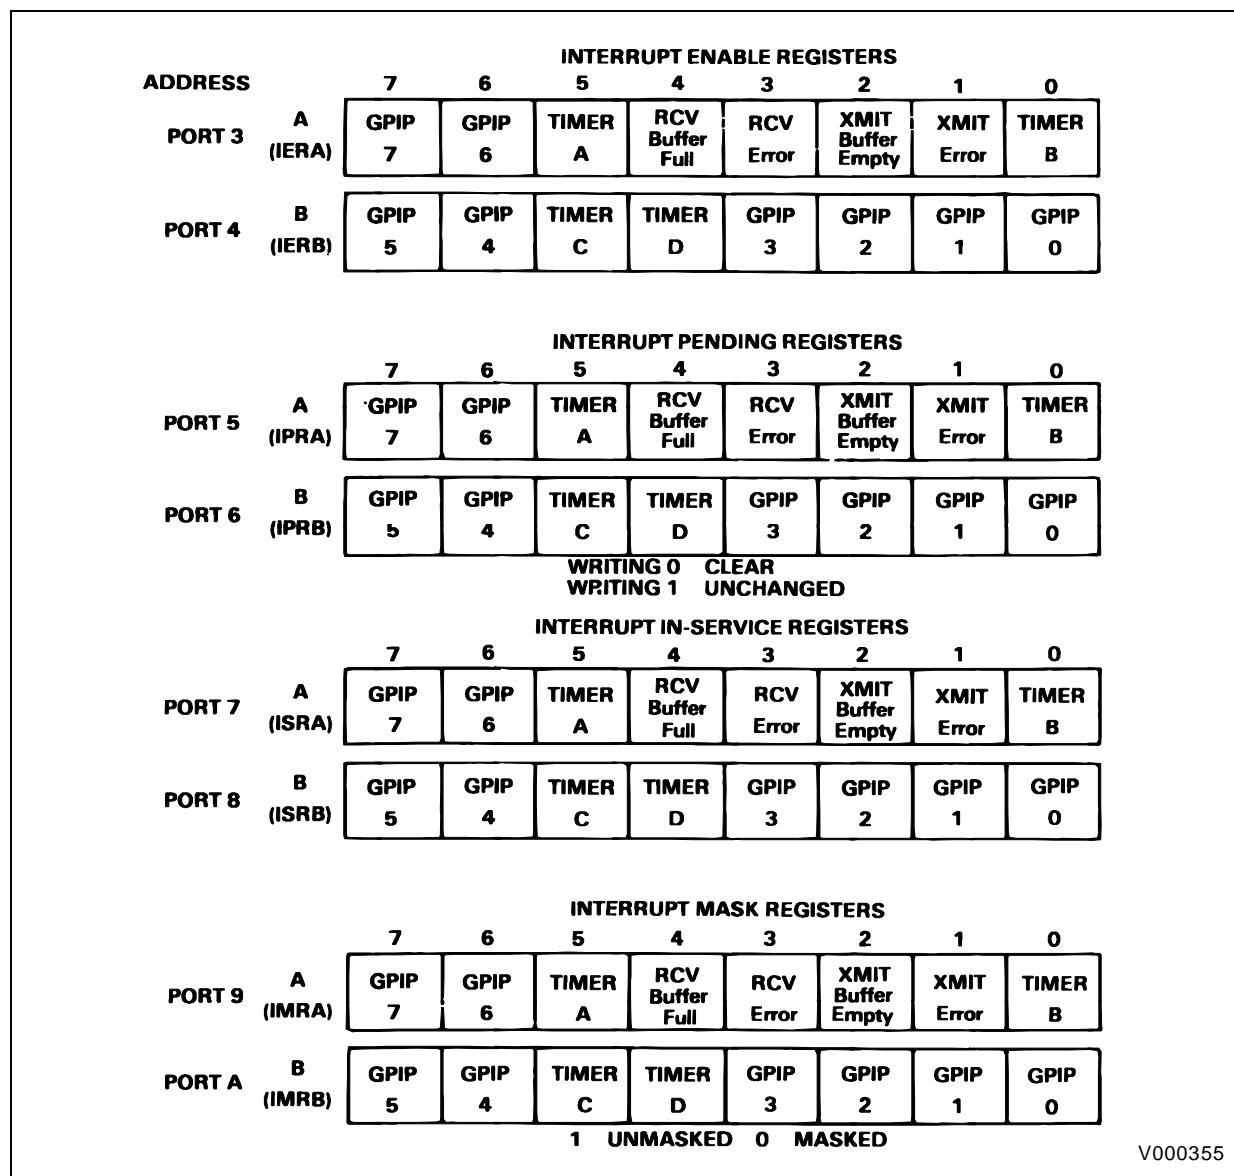 INTERRUPT ENABLE REGISTERS
ADDRESS 7 6 5 4 3 2 1 0
PORT 3 A (IERA) GPIP 7 GPIP 6 TIMER A RCV Buffer Full RCV Error XMIT Buffer Empty XMIT Error TIMER B
PORT 4 B (IERB) GPIP 5 GPIP 4 TIMER C TIMER D GPIP 3 GPIP 2 GPIP 1 GPIP 0
INTERRUPT PENDING REGISTERS
7 6 5 4 3 2 1 0
PORT 5 A (IPRA) GPIP 7 GPIP 6 TIMER A RCV Buffer Full RCV Error XMIT Buffer Empty XMIT Error TIMER B
PORT 6 B (IPRB) GPIP 5 GPIP 4 TIMER C TIMER D GPIP 3 GPIP 2 GPIP 1 GPIP 0
WRITING 0 CLEAR
WRITING 1 UNCHANGED
INTERRUPT IN-SERVICE REGISTERS
7 6 5 4 3 2 1 0
PORT 7 A (ISRA) GPIP 7 GPIP 6 TIMER A RCV Buffer Full RCV Error XMIT Buffer Empty XMIT Error TIMER B
PORT 8 B (ISRB) GPIP 5 GPIP 4 TIMER C TIMER D GPIP 3 GPIP 2 GPIP 1 GPIP 0
INTERRUPT MASK REGISTERS
7 6 5 4 3 2 1 0
PORT 9 A (IMRA) GPIP 7 GPIP 6 TIMER A RCV Buffer Full RCV Error XMIT Buffer Empty XMIT Error TIMER B
PORT A B (IMRB) GPIP 5 GPIP 4 TIMER C TIMER D GPIP 3 GPIP 2 GPIP 1 GPIP 0
1 UNMASKED 0 MASKED
V000355